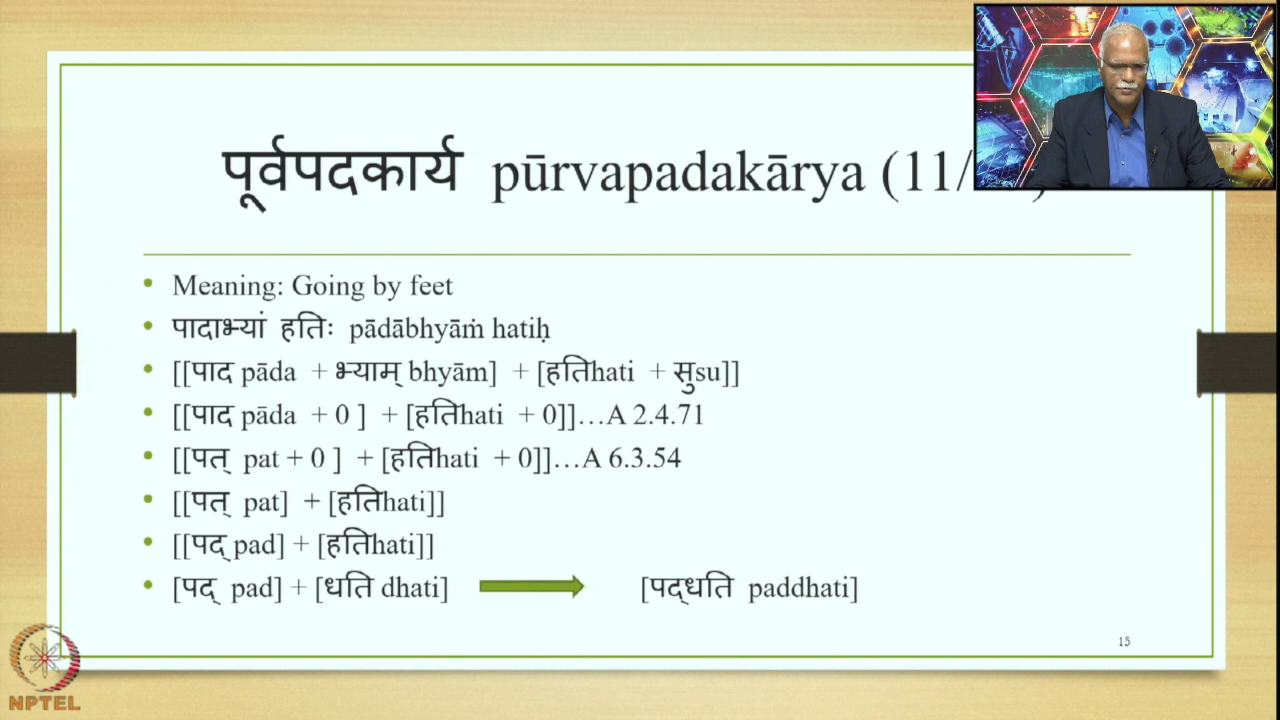 पूर्वपदकार्य pūrvapadakārya (11/
Meaning: Going by feet
पादाभ्यां हतिः pādābhyāṁ hatiḥ
[[पाद pāda + भ्याम् bhyām] + [हतिhati + सुsu]]
[[पाद pāda + 0 ] + [हतिhati + 0]]…A 2.4.71
[[पत् pat + 0 ] + [हतिhati + 0]]…A 6.3.54
[[पत् pat] + [हतिhati]]
[[पद् pad] + [हतिhati]]
[पद् pad] + [धति dhati] [पद्धति paddhati]
15
NPTEL